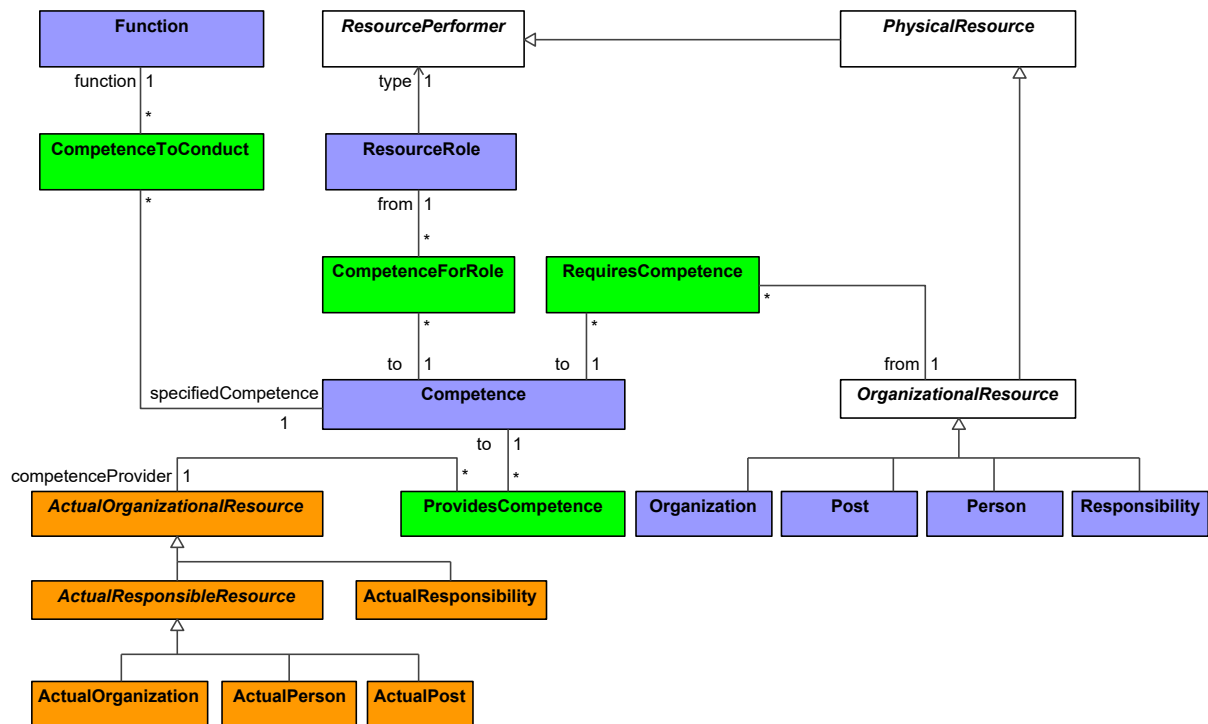 Function
ResourcePerformer
PhysicalResource
function 1
type 1
*
CompetenceToConduct
ResourceRole
*
from 1
*
CompetenceForRole
RequiresCompetence
*
*
*
to 1
to 1
from 1
specifiedCompetence
1
Competence
OrganizationalResource
to 1
competenceProvider 1
*
*
ActualOrganizationalResource
ProvidesCompetence
Organization
Post
Person
Responsibility
ActualResponsibleResource
ActualResponsibility
ActualOrganization
ActualPerson
ActualPost